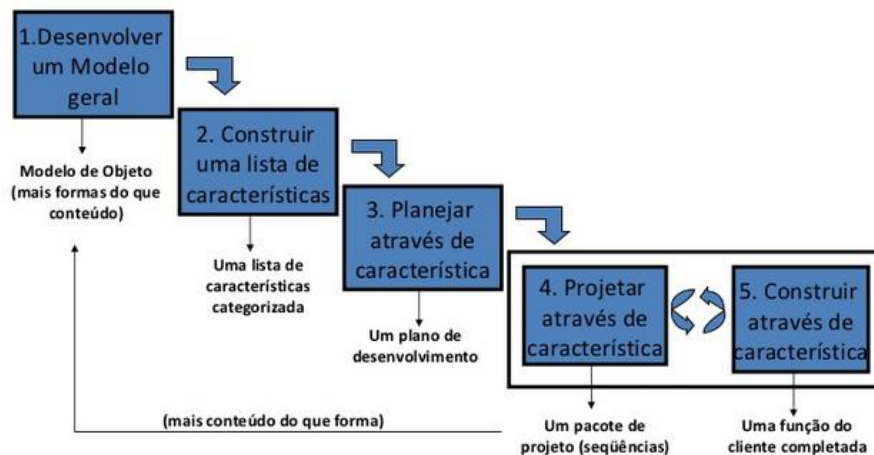 1.Desenvolver
um Modelo
geral
Modelo de Objeto
(mais formas do que
conteúdo)
2. Construir
uma lista de
características
Uma lista de
características
categorizada
3. Planejar
através de
característica
Um plano de
desenvolvimento
4. Projetar
através de
característica
Um pacote de
projeto (seqüências)
5. Construir
através de
característica
Uma função do
cliente completada
(mais conteúdo do que forma)